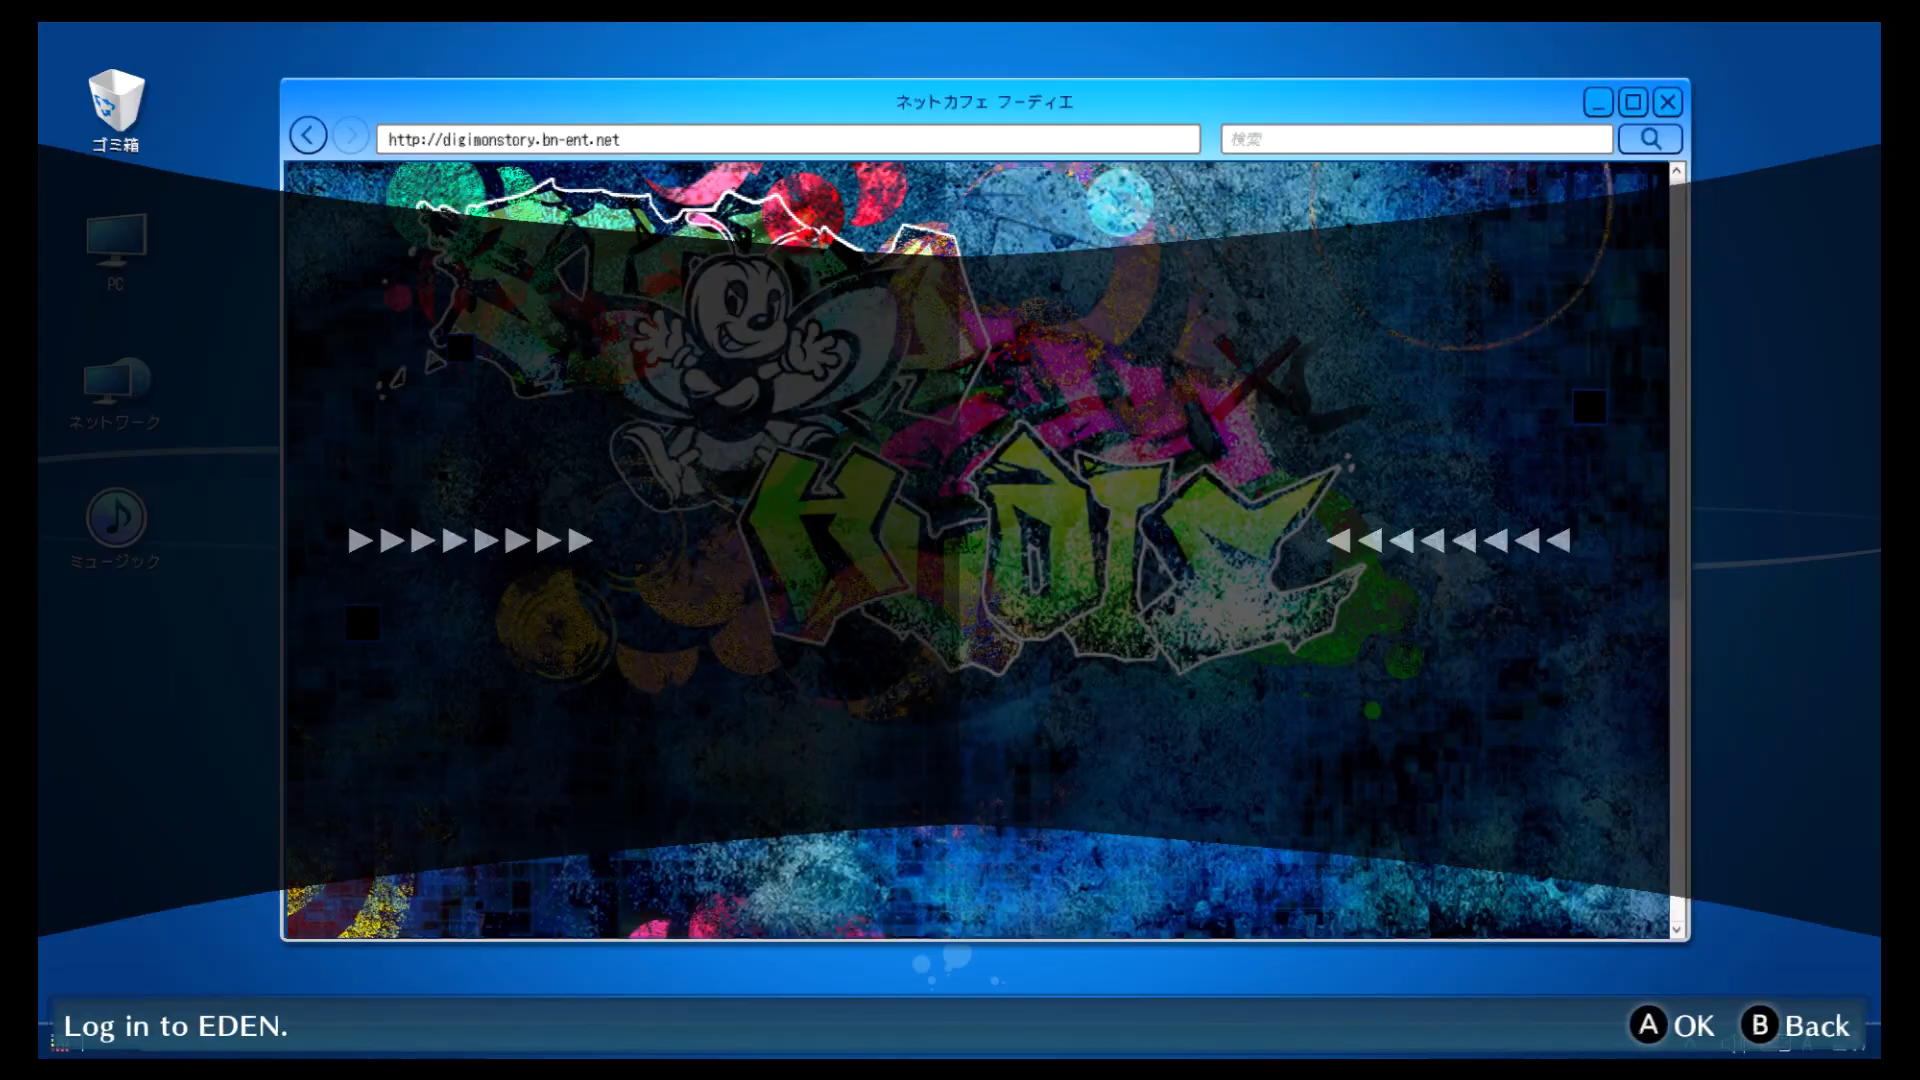 ネットカフェ フーディエ
http://digimonstory.bn-ent.net
検索
ゴミ箱
PC
ネットワーク
ミュージック
Log in to EDEN.
A OK B Back